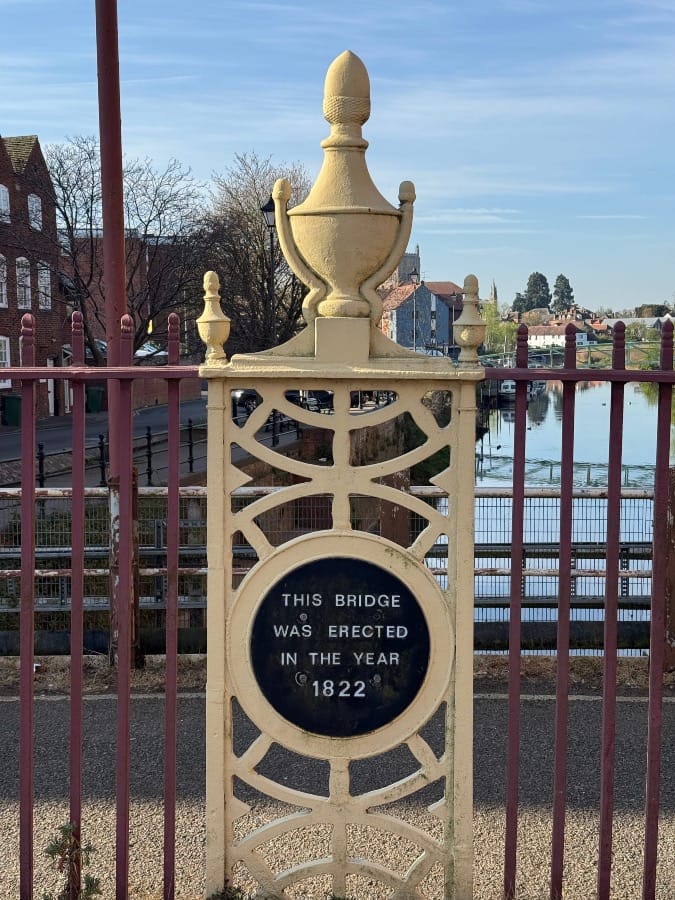 THIS BRIDGE
WAS ERECTED
IN THE YEAR
1822